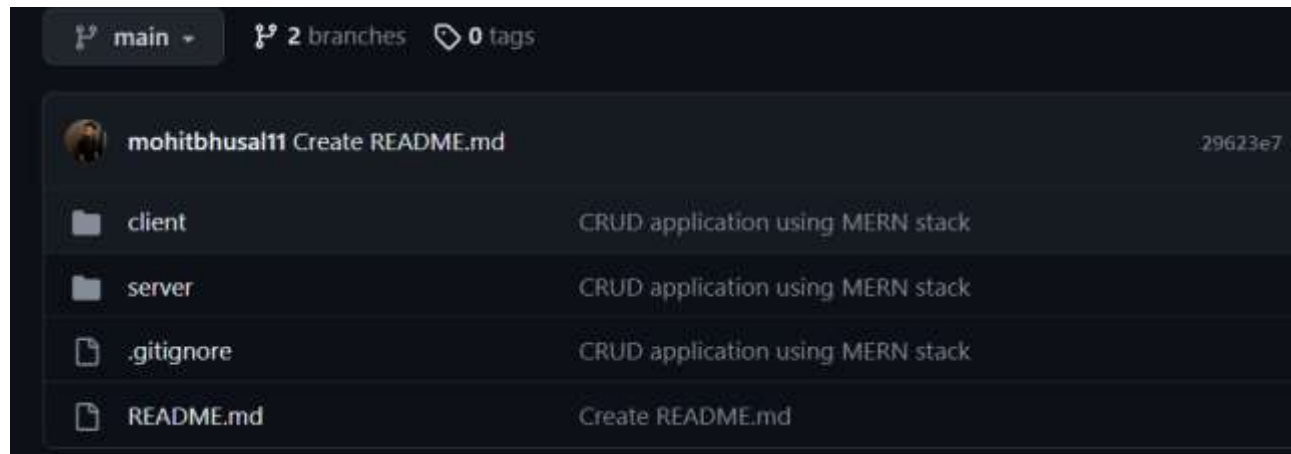 main 2 branches 0 tags
mohitbhusal11 Create README.md 29623e7
client CRUD application using MERN stack
server CRUD application using MERN stack
.gitignore CRUD application using MERN stack
README.md Create README.md